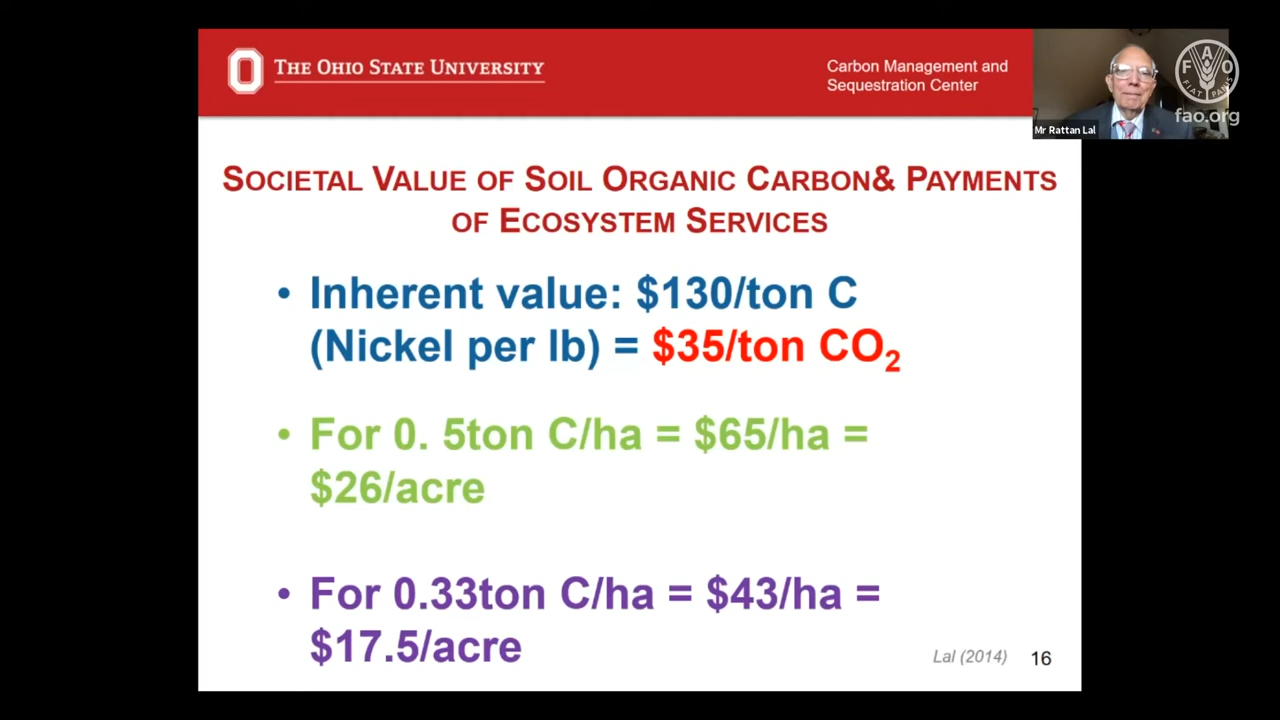 THE OHIO STATE UNIVERSITY
Carbon Management and
Sequestration Center
F A O
FIAT PANIS
fao.org
Mr Rattan Lal
SOCIETAL VALUE OF SOIL ORGANIC CARBON& PAYMENTS
OF ECOSYSTEM SERVICES
• Inherent value: $130/ton C
(Nickel per lb) = $35/ton CO₂
• For 0. 5ton C/ha = $65/ha =
$26/acre
• For 0.33ton C/ha = $43/ha =
$17.5/acre
Lal (2014) 16